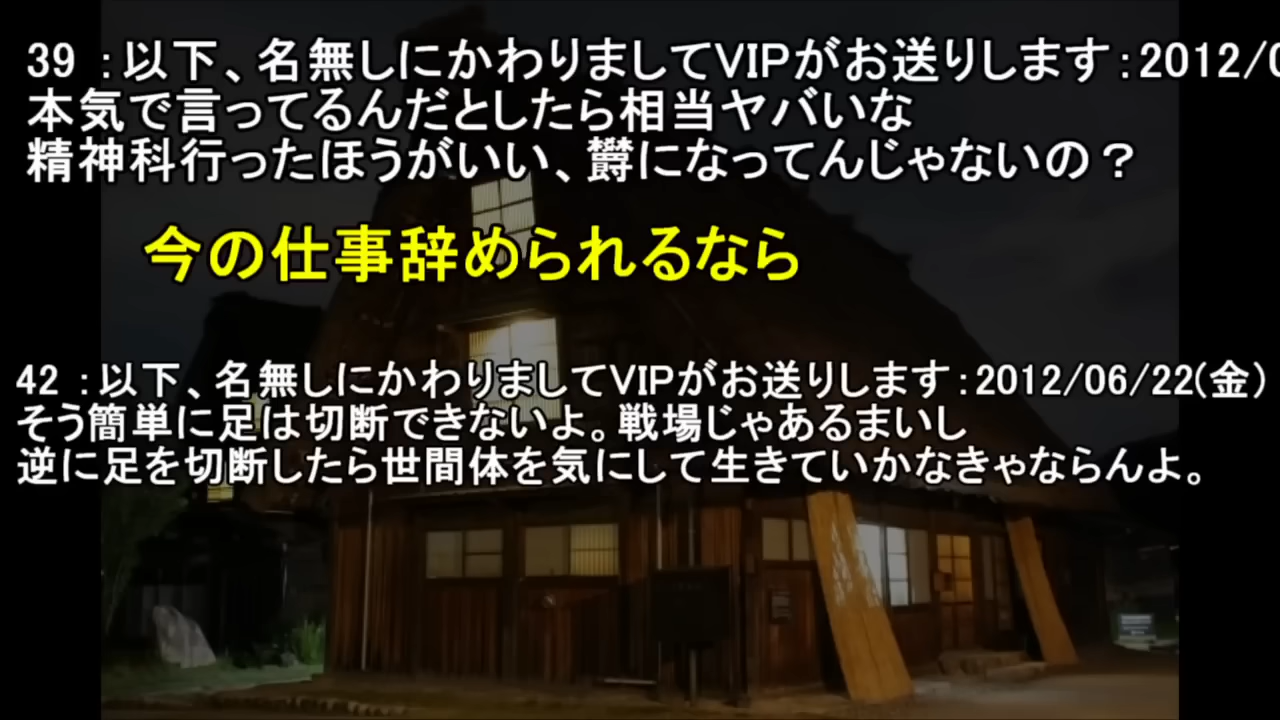 39 ：以下、名無しにかわりましてVIPがお送りします：2012/0
本気で言ってるんだとしたら相当ヤバいな
精神科行ったほうがいい、欝になってんじゃないの？
今の仕事辞められるなら
42 ：以下、名無しにかわりましてVIPがお送りします：2012/06/22(金)
そう簡単に足は切断できないよ。戦場じゃあるまいし
逆に足を切断したら世間体を気にして生きていかなきゃならんよ。